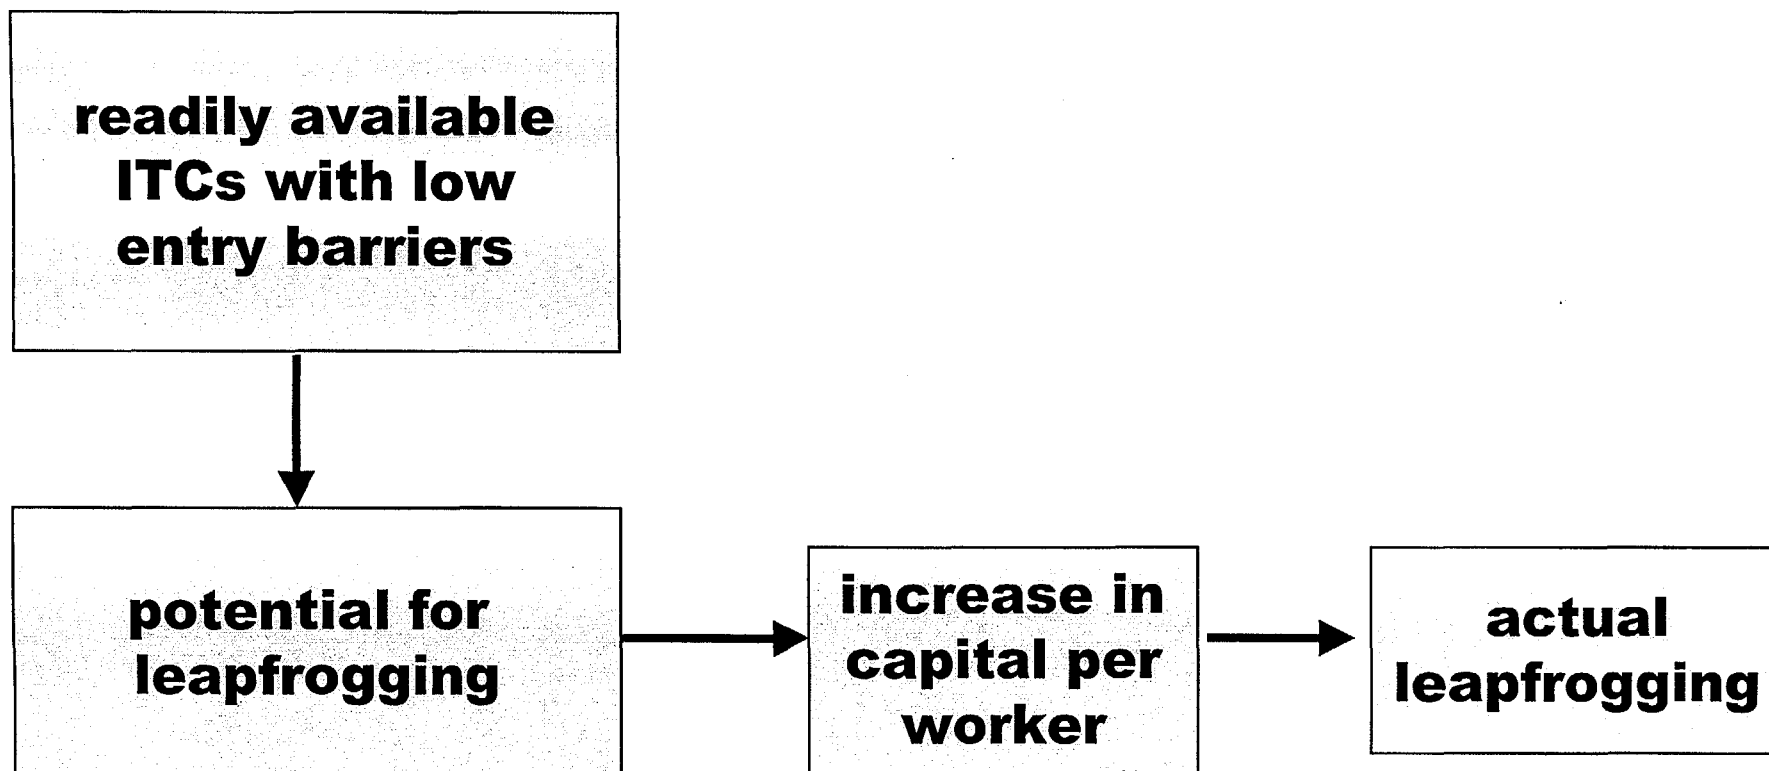 readily available
ITCs with low
entry barriers
potential for
leapfrogging
increase in
capital per
worker
actual
leapfrogging